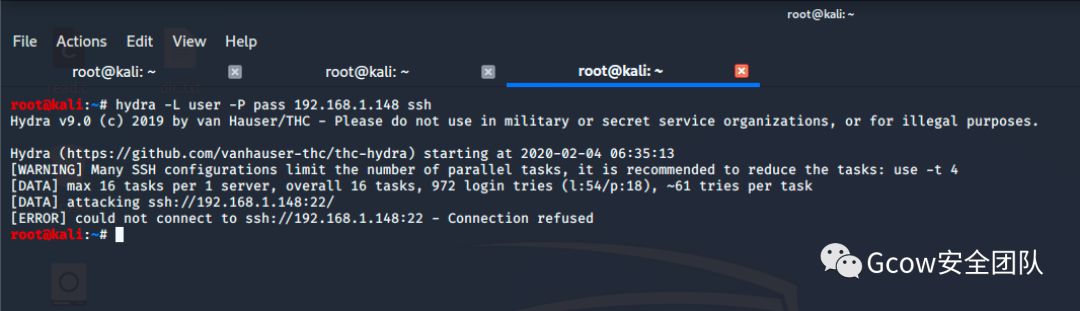 root@kali: ~
File Actions Edit View Help
root@kali: ~ root@kali: ~ root@kali: ~
root@kali:~# hydra -L user -P pass 192.168.1.148 ssh
Hydra v9.0 (c) 2019 by van Hauser/THC - Please do not use in military or secret service organizations, or for illegal purposes.
Hydra (https://github.com/vanhauser-thc/thc-hydra) starting at 2020-02-04 06:35:13
[WARNING] Many SSH configurations limit the number of parallel tasks, it is recommended to reduce the tasks: use -t 4
[DATA] max 16 tasks per 1 server, overall 16 tasks, 972 login tries (l:54/p:18), ~61 tries per task
[DATA] attacking ssh://192.168.1.148:22/
[ERROR] could not connect to ssh://192.168.1.148:22 - Connection refused
root@kali:~#
Gcow安全团队